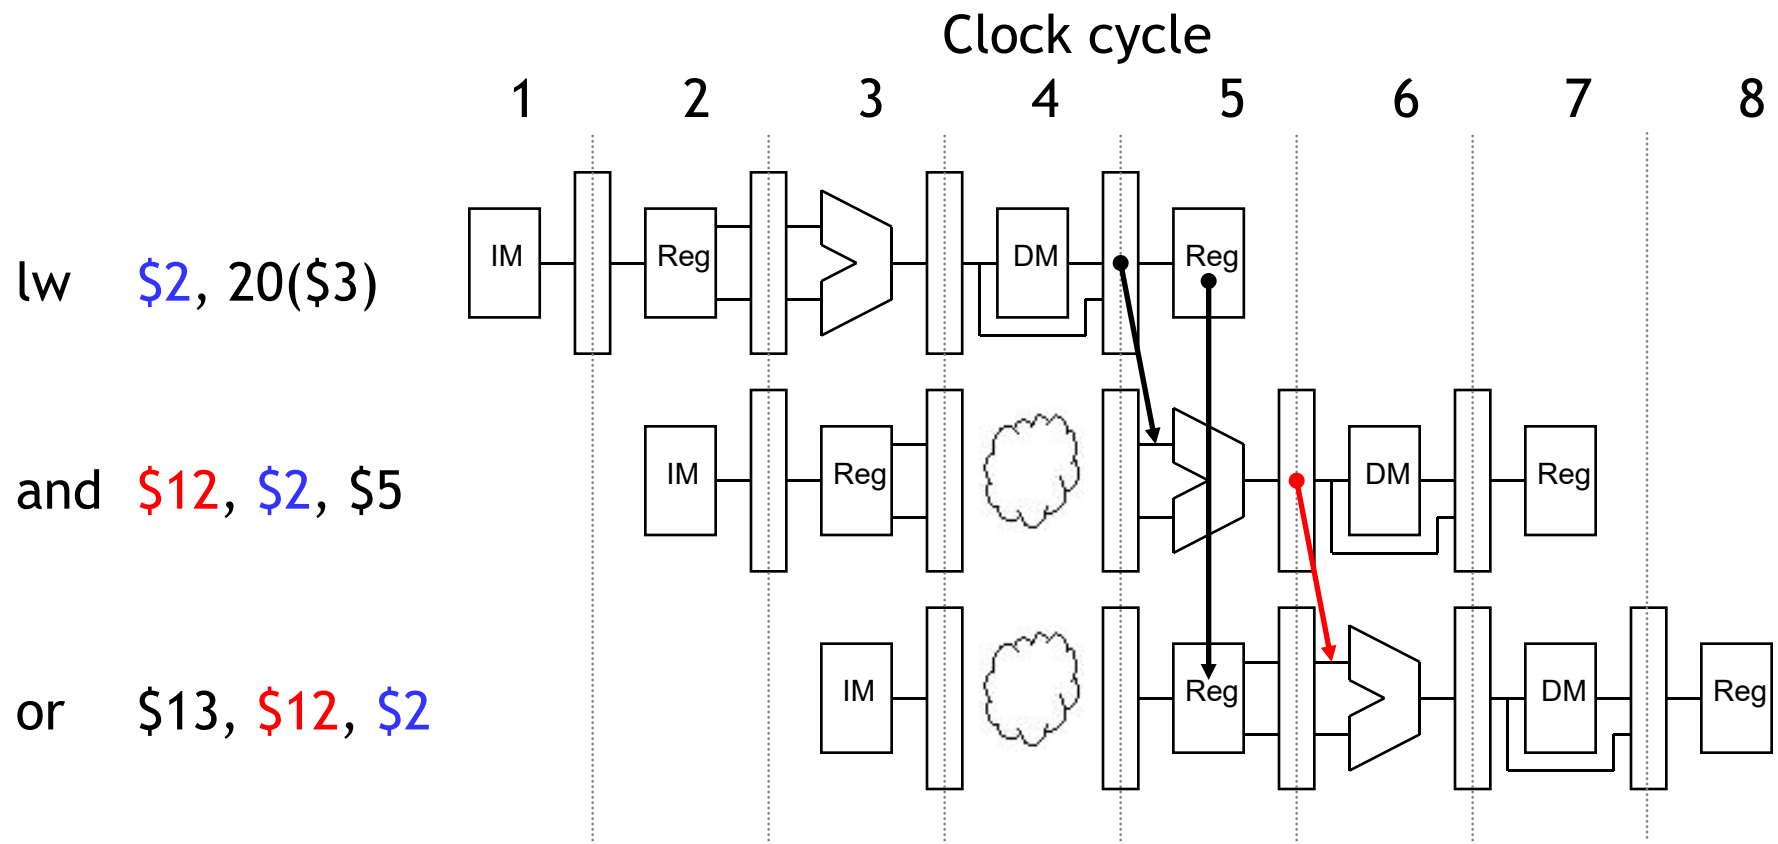 Clock cycle
1 2 3 4 5 6 7 8
lw $2, 20($3) IM Reg DM Reg
and $12, $2, $5 IM Reg DM Reg
or $13, $12, $2 IM Reg DM Reg